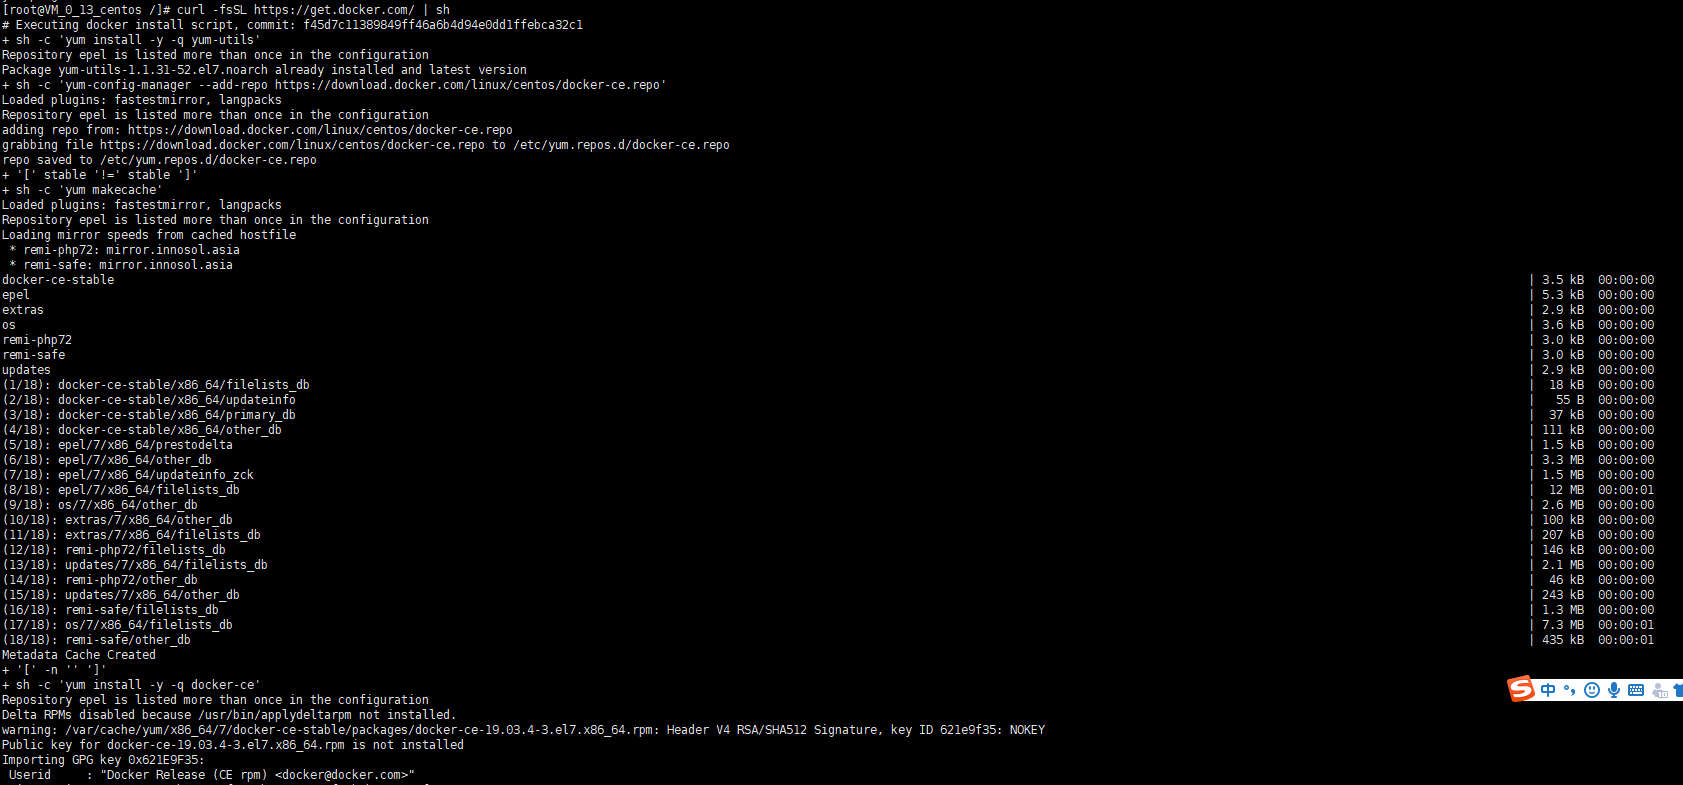 [root@VM_0_13_centos /]# curl -fsSL https://get.docker.com/ | sh
# Executing docker install script, commit: f45d7c11389849ff46a6b4d94e0dd1ffebca32c1
+ sh -c 'yum install -y -q yum-utils'
Repository epel is listed more than once in the configuration
Package yum-utils-1.1.31-52.el7.noarch already installed and latest version
+ sh -c 'yum-config-manager --add-repo https://download.docker.com/linux/centos/docker-ce.repo'
Loaded plugins: fastestmirror, langpacks
Repository epel is listed more than once in the configuration
adding repo from: https://download.docker.com/linux/centos/docker-ce.repo
grabbing file https://download.docker.com/linux/centos/docker-ce.repo to /etc/yum.repos.d/docker-ce.repo
repo saved to /etc/yum.repos.d/docker-ce.repo
+ '[' stable '!=' stable ']'
+ sh -c 'yum makecache'
Loaded plugins: fastestmirror, langpacks
Repository epel is listed more than once in the configuration
Loading mirror speeds from cached hostfile
 * remi-php72: mirror.innosol.asia
 * remi-safe: mirror.innosol.asia
docker-ce-stable | 3.5 kB 00:00:00
epel | 5.3 kB 00:00:00
extras | 2.9 kB 00:00:00
os | 3.6 kB 00:00:00
remi-php72 | 3.0 kB 00:00:00
remi-safe | 3.0 kB 00:00:00
updates | 2.9 kB 00:00:00
(1/18): docker-ce-stable/x86_64/filelists_db | 18 kB 00:00:00
(2/18): docker-ce-stable/x86_64/updateinfo | 55 B 00:00:00
(3/18): docker-ce-stable/x86_64/primary_db | 37 kB 00:00:00
(4/18): docker-ce-stable/x86_64/other_db | 111 kB 00:00:00
(5/18): epel/7/x86_64/prestodelta | 1.5 kB 00:00:00
(6/18): epel/7/x86_64/other_db | 3.3 MB 00:00:00
(7/18): epel/7/x86_64/updateinfo_zck | 1.5 MB 00:00:00
(8/18): epel/7/x86_64/filelists_db | 12 MB 00:00:01
(9/18): os/7/x86_64/other_db | 2.6 MB 00:00:00
(10/18): extras/7/x86_64/other_db | 100 kB 00:00:00
(11/18): extras/7/x86_64/filelists_db | 207 kB 00:00:00
(12/18): remi-php72/filelists_db | 146 kB 00:00:00
(13/18): updates/7/x86_64/filelists_db | 2.1 MB 00:00:00
(14/18): remi-php72/other_db | 46 kB 00:00:00
(15/18): updates/7/x86_64/other_db | 243 kB 00:00:00
(16/18): remi-safe/filelists_db | 1.3 MB 00:00:00
(17/18): os/7/x86_64/filelists_db | 7.3 MB 00:00:01
(18/18): remi-safe/other_db | 435 kB 00:00:01
Metadata Cache Created
+ '[' -n '' ']'
+ sh -c 'yum install -y -q docker-ce'
中
Repository epel is listed more than once in the configuration
Delta RPMs disabled because /usr/bin/applydeltarpm not installed.
warning: /var/cache/yum/x86_64/7/docker-ce-stable/packages/docker-ce-19.03.4-3.el7.x86_64.rpm: Header V4 RSA/SHA512 Signature, key ID 621e9f35: NOKEY
Public key for docker-ce-19.03.4-3.el7.x86_64.rpm is not installed
Importing GPG key 0x621E9F35:
 Userid     : "Docker Release (CE rpm) <docker@docker.com>"